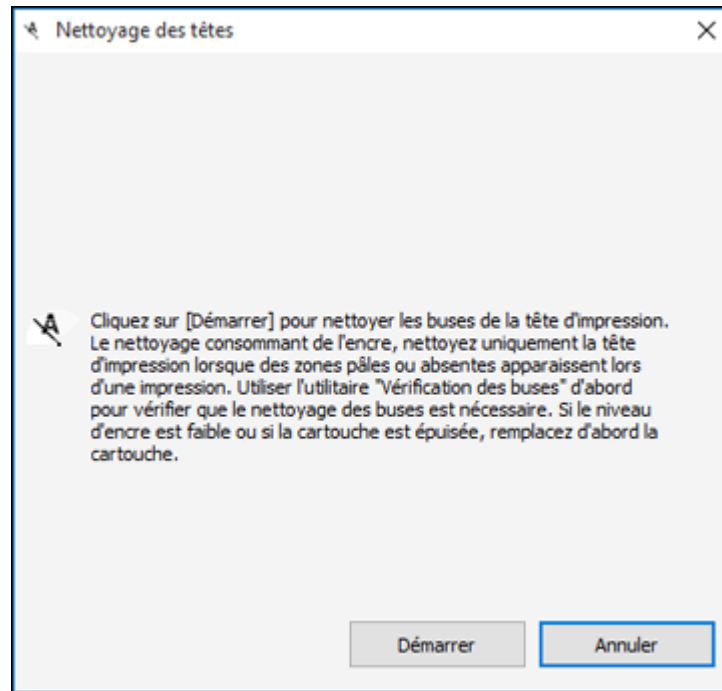 Nettoyage des têtes
Cliquez sur [Démarrer] pour nettoyer les buses de la tête d'impression.
Le nettoyage consommant de l'encre, nettoyez uniquement la tête
d'impression lorsque des zones pâles ou absentes apparaissent lors
d'une impression. Utiliser l'utilitaire "Vérification des buses" d'abord
pour vérifier que le nettoyage des buses est nécessaire. Si le niveau
d'encre est faible ou si la cartouche est épuisée, remplacez d'abord la
cartouche.
Démarrer
Annuler